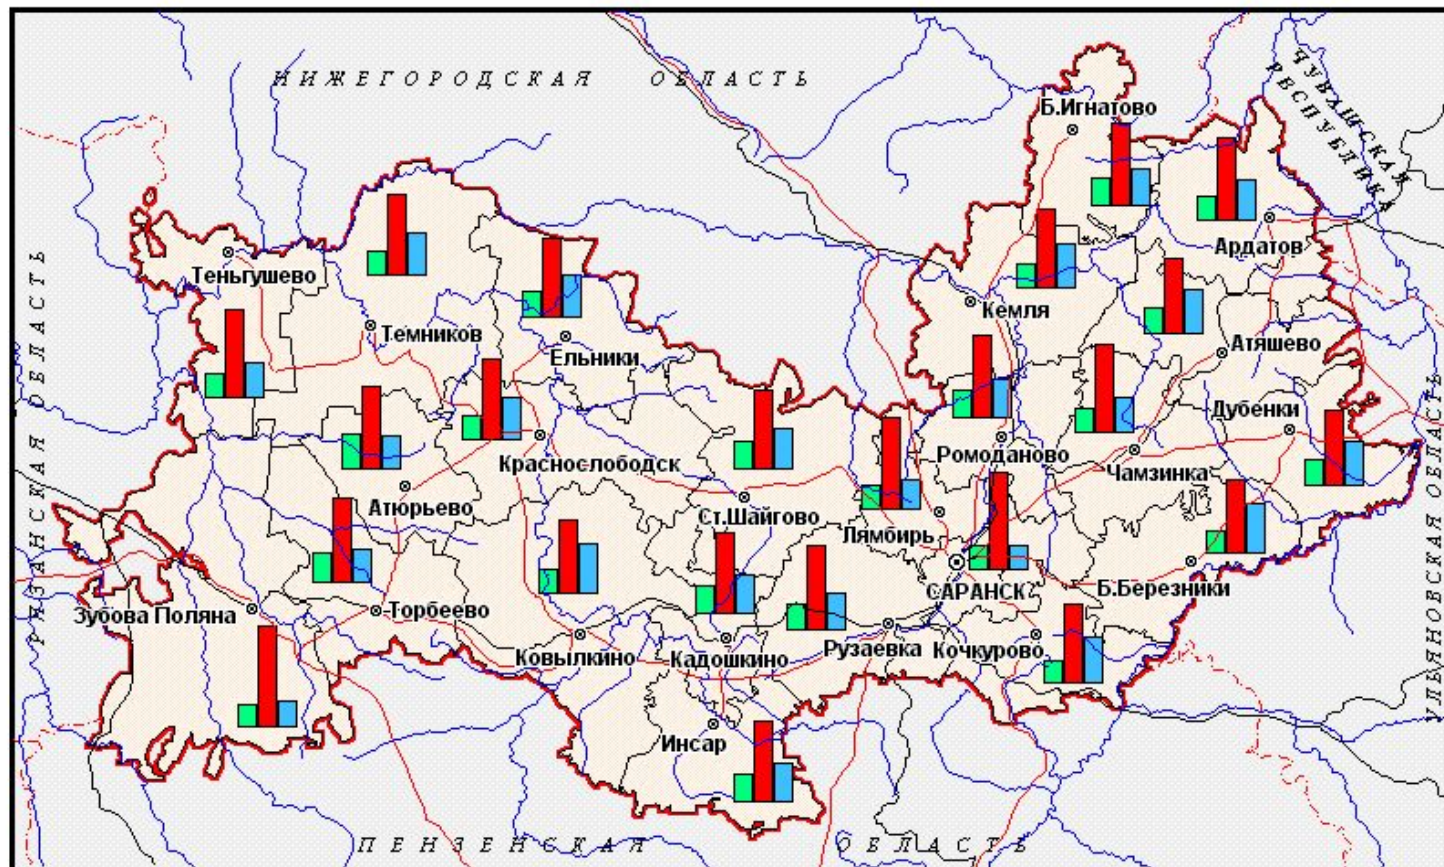 НИЖЕГОРОДСКАЯ ОБЛАСТЬ
ЧУВАШСКАЯ
РЕСПУБЛИКА
Б.Игнатово
Ардатов
Теньгушево
РЯЗАНСКАЯ ОБЛАСТЬ
Кемля
Темников
Ельники
Атяшево
Дубенки
УЛЬЯНОВСКАЯ ОБЛАСТЬ
Краснослободск
Ромоданово
Чамзинка
Атюрьево
Ст.Шайгово
Лямбирь
САРАНСК
Б.Березники
Зубова Поляна
Торбеево
Ковылкино
Кадошкино
Рузаевка
Кочкурово
Инсар
ПЕНЗЕНСКАЯ ОБЛАСТЬ